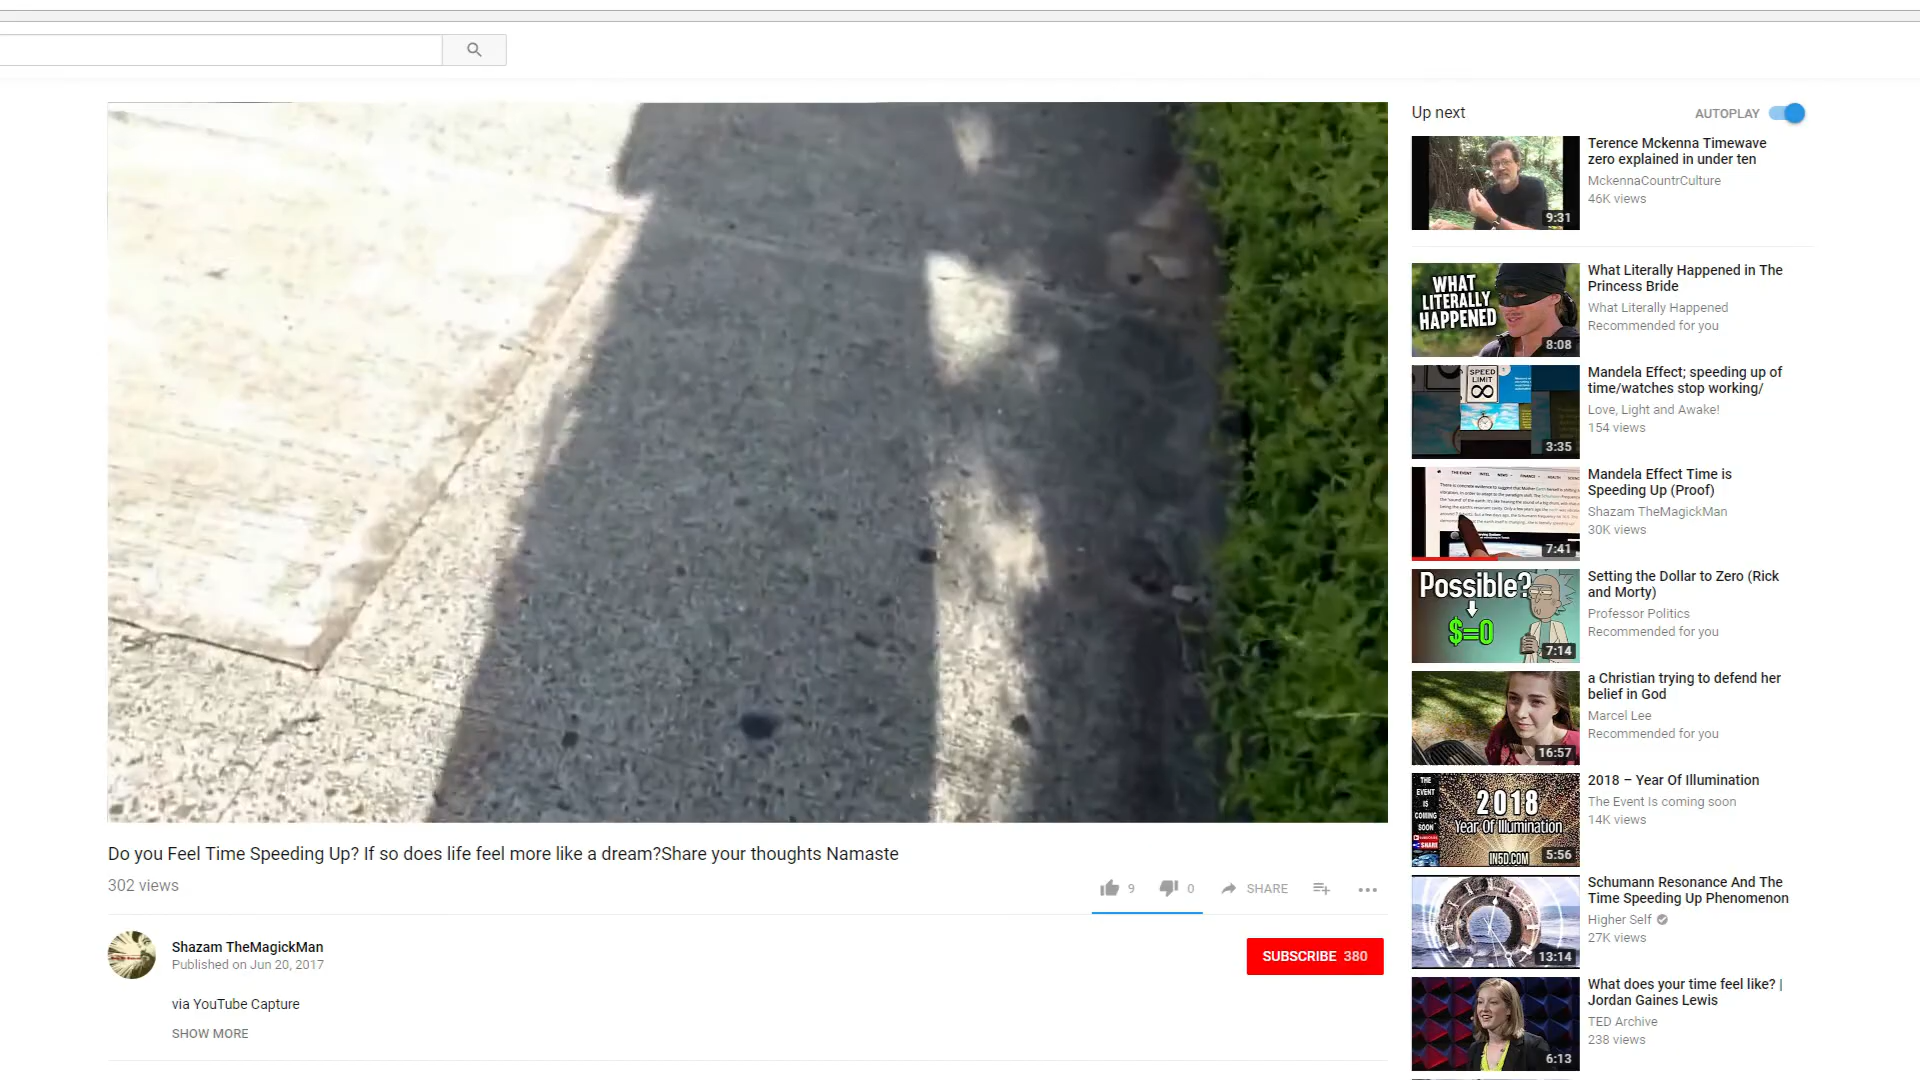 Up next
AUTOPLAY
Terence Mckenna Timewave
zero explained in under ten
MckennaCountrCulture
46K views
9:31
WHAT
LITERALLY
HAPPENED
8:08
What Literally Happened in The
Princess Bride
What Literally Happened
Recommended for you
SPEED
LIMIT
3:35
Mandela Effect; speeding up of
time/watches stop working/
Love, Light and Awake!
154 views
7:41
Mandela Effect Time is
Speeding Up (Proof)
Shazam TheMagickMan
30K views
Possible?
$=0
7:14
Setting the Dollar to Zero (Rick
and Morty)
Professor Politics
Recommended for you
16:57
a Christian trying to defend her
belief in God
Marcel Lee
Recommended for you
THE
EVENT
IS
COMING
SOON
SHARE
2018
Year Of Illumination
IN5D.COM
5:56
2018 – Year Of Illumination
The Event Is coming soon
14K views
13:14
Schumann Resonance And The
Time Speeding Up Phenomenon
Higher Self
27K views
6:13
What does your time feel like? |
Jordan Gaines Lewis
TED Archive
238 views
Do you Feel Time Speeding Up? If so does life feel more like a dream?Share your thoughts Namaste
302 views
9
0
SHARE
Shazam TheMagickMan
Published on Jun 20, 2017
SUBSCRIBE 380
via YouTube Capture
SHOW MORE